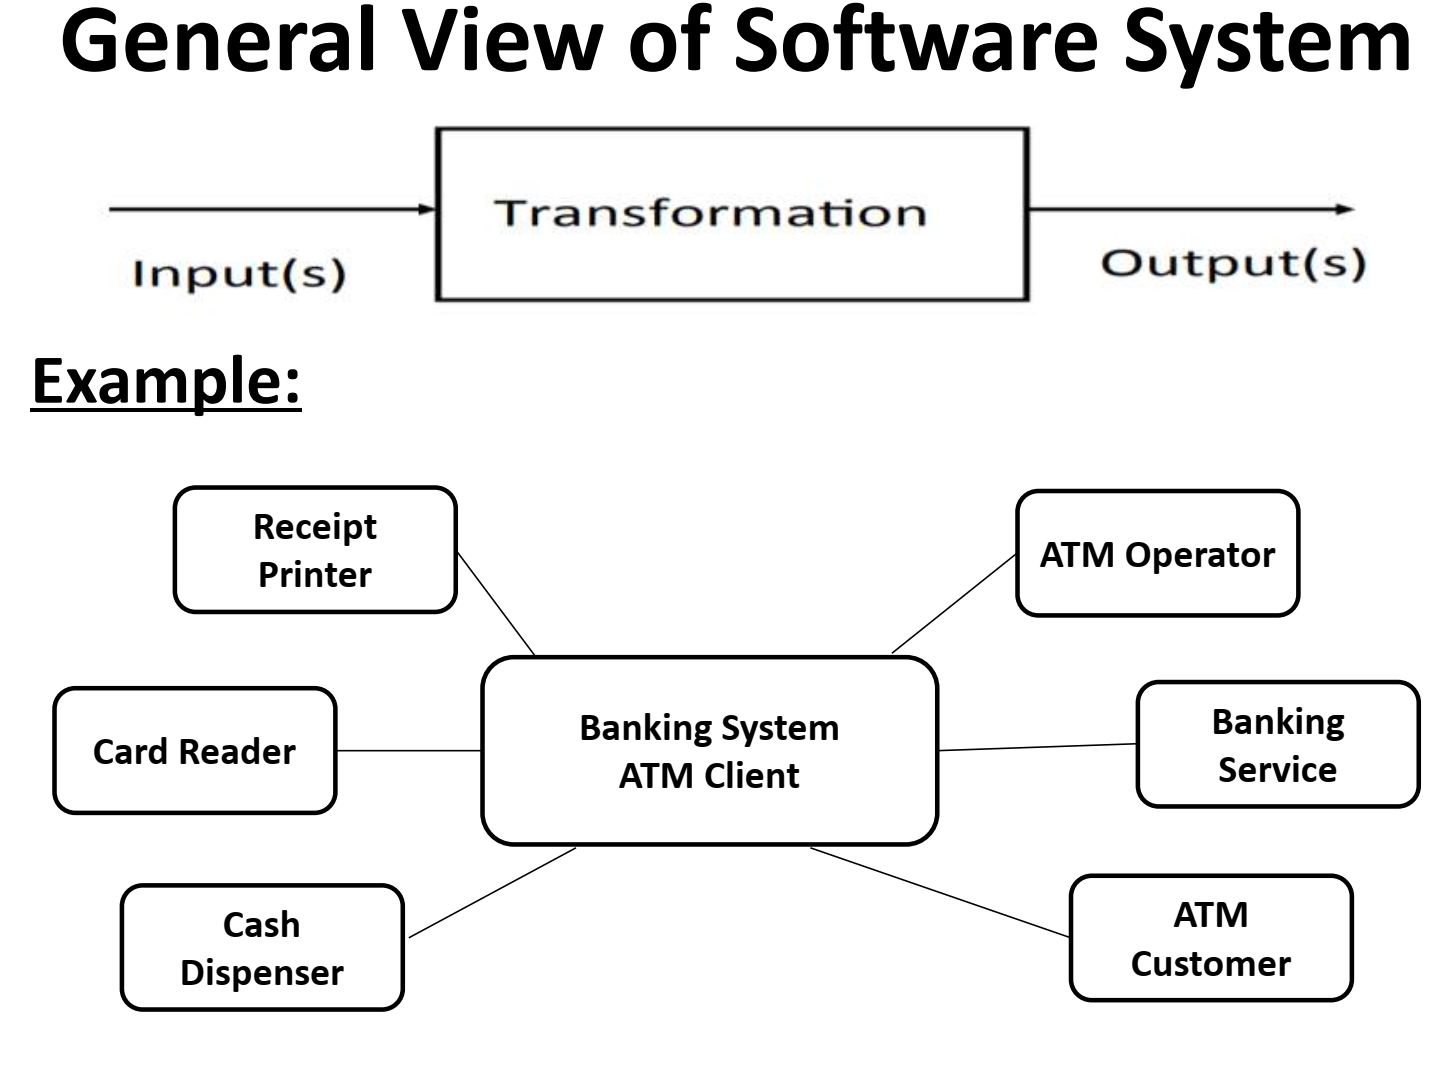 General View of Software System
Transformation
Input(s)
Output(s)
Example:
Receipt
Printer
ATM Operator
Card Reader
Banking System
ATM Client
Banking
Service
Cash
Dispenser
ATM
Customer